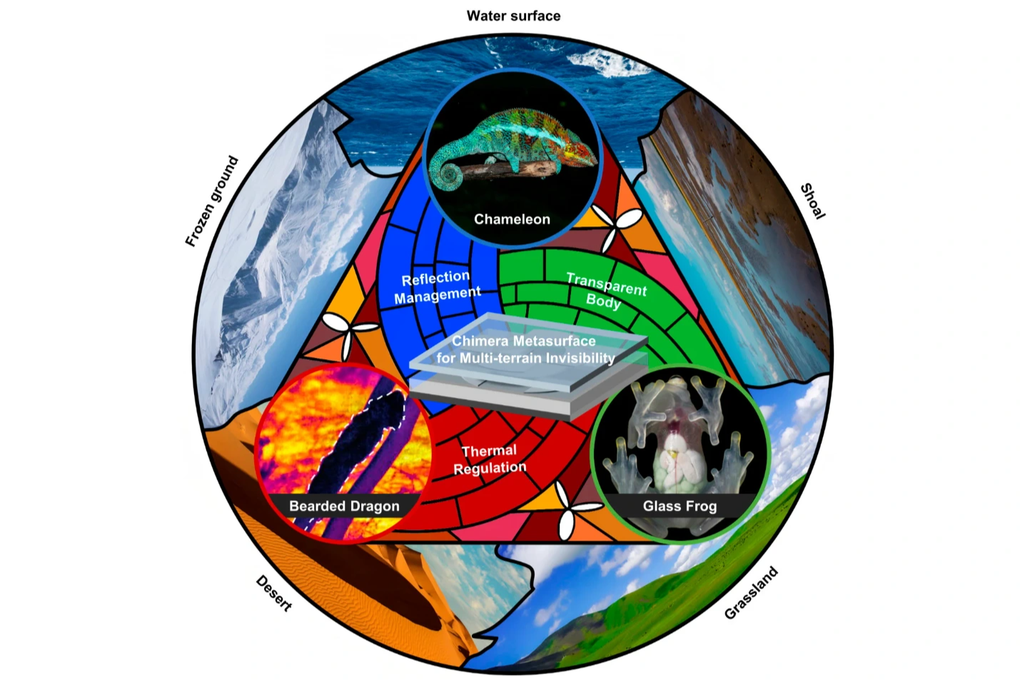 Water surface
Frozen ground
Shoal
Chameleon
Reflection
Management
Transparent
Body
Chimera Metasurface
for Multi-terrain Invisibility
Thermal
Regulation
Bearded Dragon
Glass Frog
Desert
Grassland